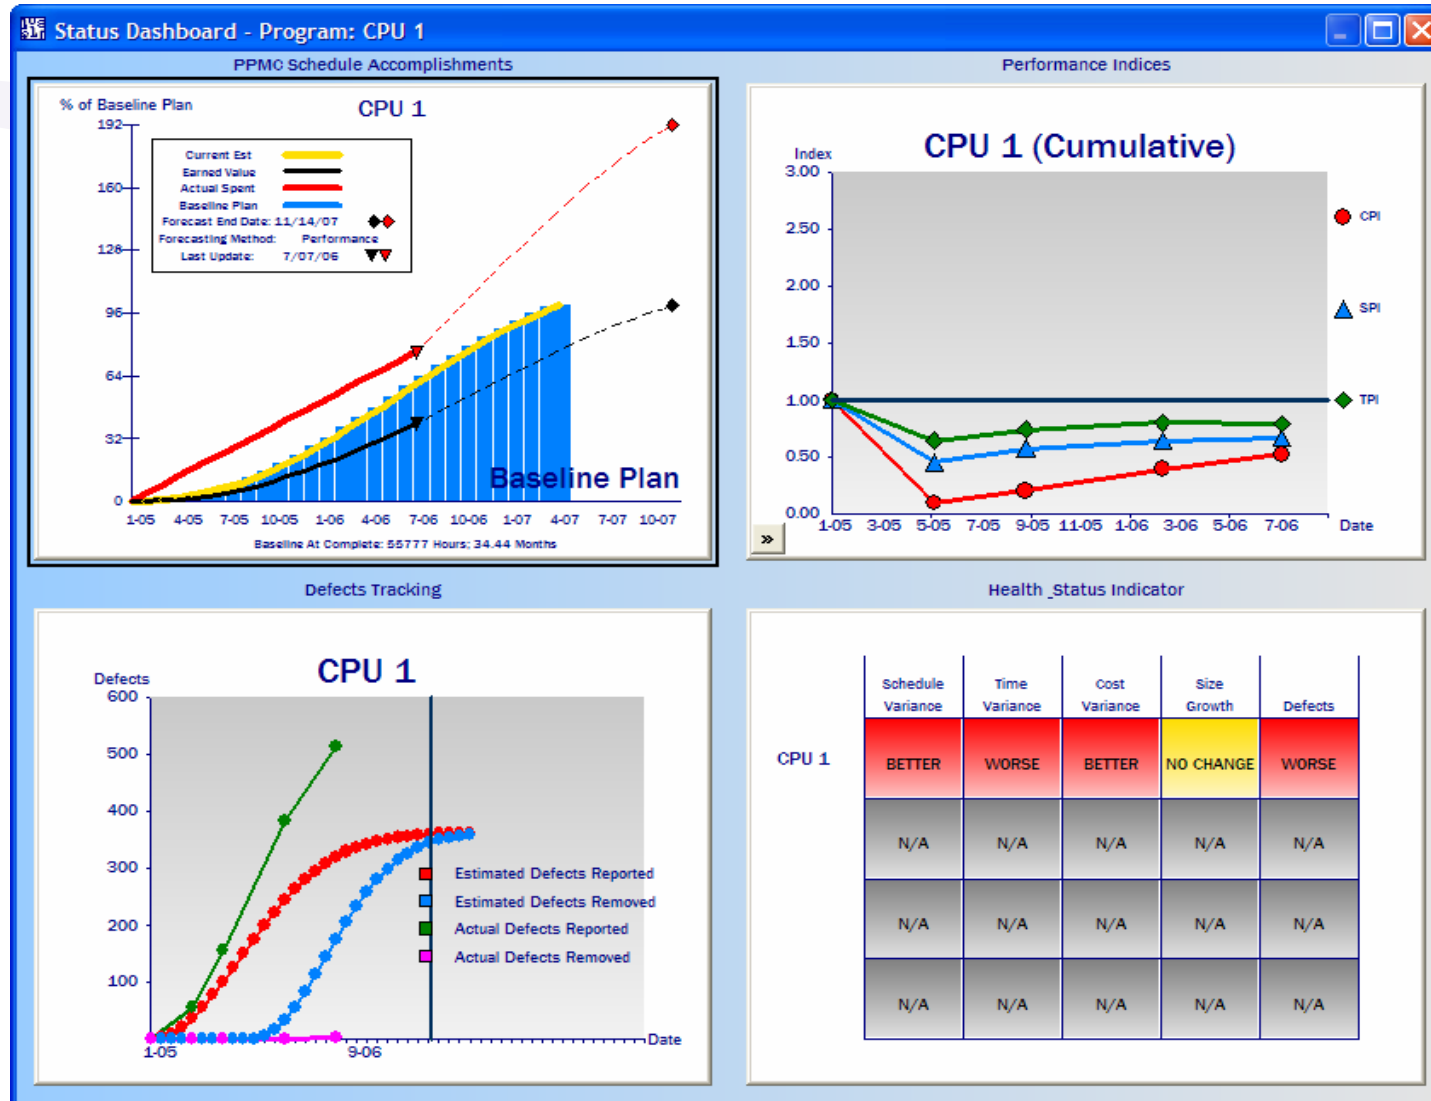 Status Dashboard - Program: CPU 1
PPMC Schedule Accomplishments
% of Baseline Plan
CPU 1
192
160
128
96
64
32
0
Current Est
Earned Value
Actual Spent
Baseline Plan
Forecast End Date: 11/14/07
Forecasting Method: Performance
Last Update: 7/07/06
Baseline Plan
1-05 4-05 7-05 10-05 1-06 4-06 7-06 10-06 1-07 4-07 7-07 10-07
Baseline At Complete: 55777 Hours; 34.44 Months
Performance Indices
CPU 1 (Cumulative)
Index
3.00
2.50
2.00
1.50
1.00
0.50
0.00
CPI
SPI
TPI
1-05 3-05 5-05 7-05 9-05 11-05 1-06 3-06 5-06 7-06 Date
»
Defects Tracking
CPU 1
Defects
600
500
400
300
200
100
Estimated Defects Reported
Estimated Defects Removed
Actual Defects Reported
Actual Defects Removed
Date
1-05 9-06
Health _Status Indicator
Schedule Variance
Time Variance
Cost Variance
Size Growth
Defects
CPU 1
BETTER WORSE BETTER NO CHANGE WORSE
N/A N/A N/A N/A N/A
N/A N/A N/A N/A N/A
N/A N/A N/A N/A N/A